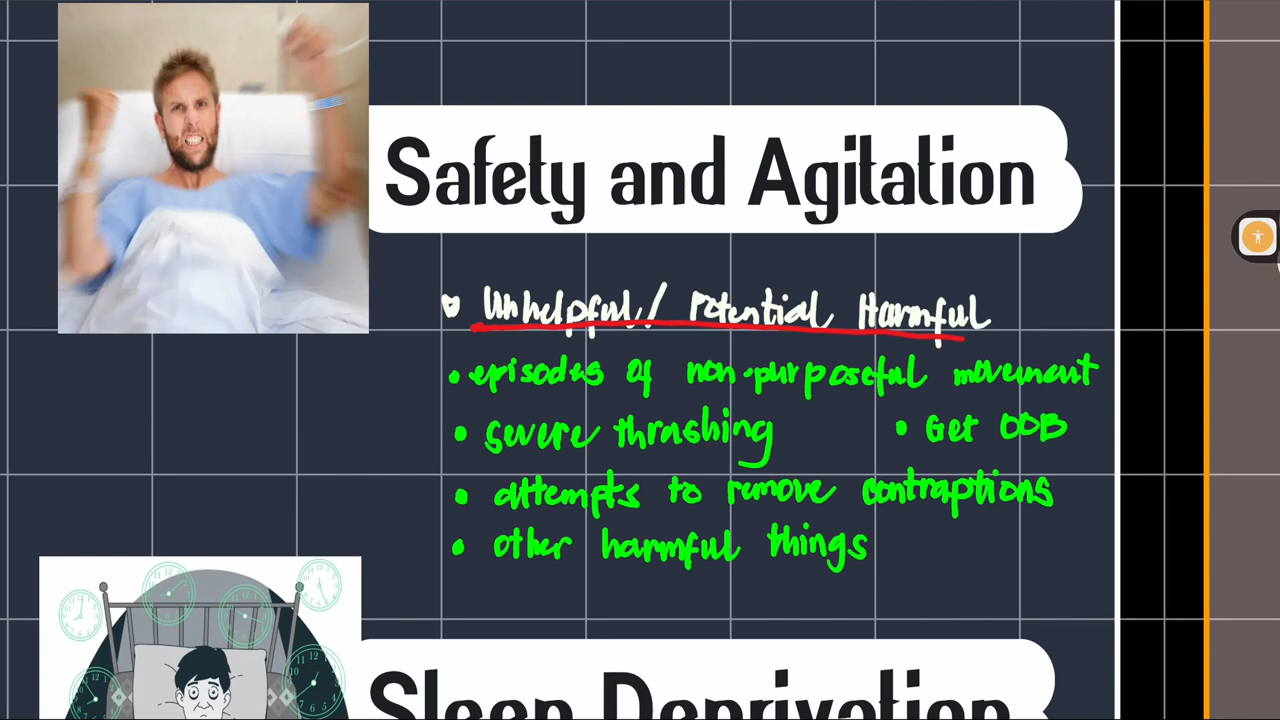 Safety and Agitation
• Unhelpful / Potential Harmful
• episodes of non-purposeful movement
• severe thrashing • Get OOB
• attempts to remove contraptions
• other harmful things
Sleep Deprivation